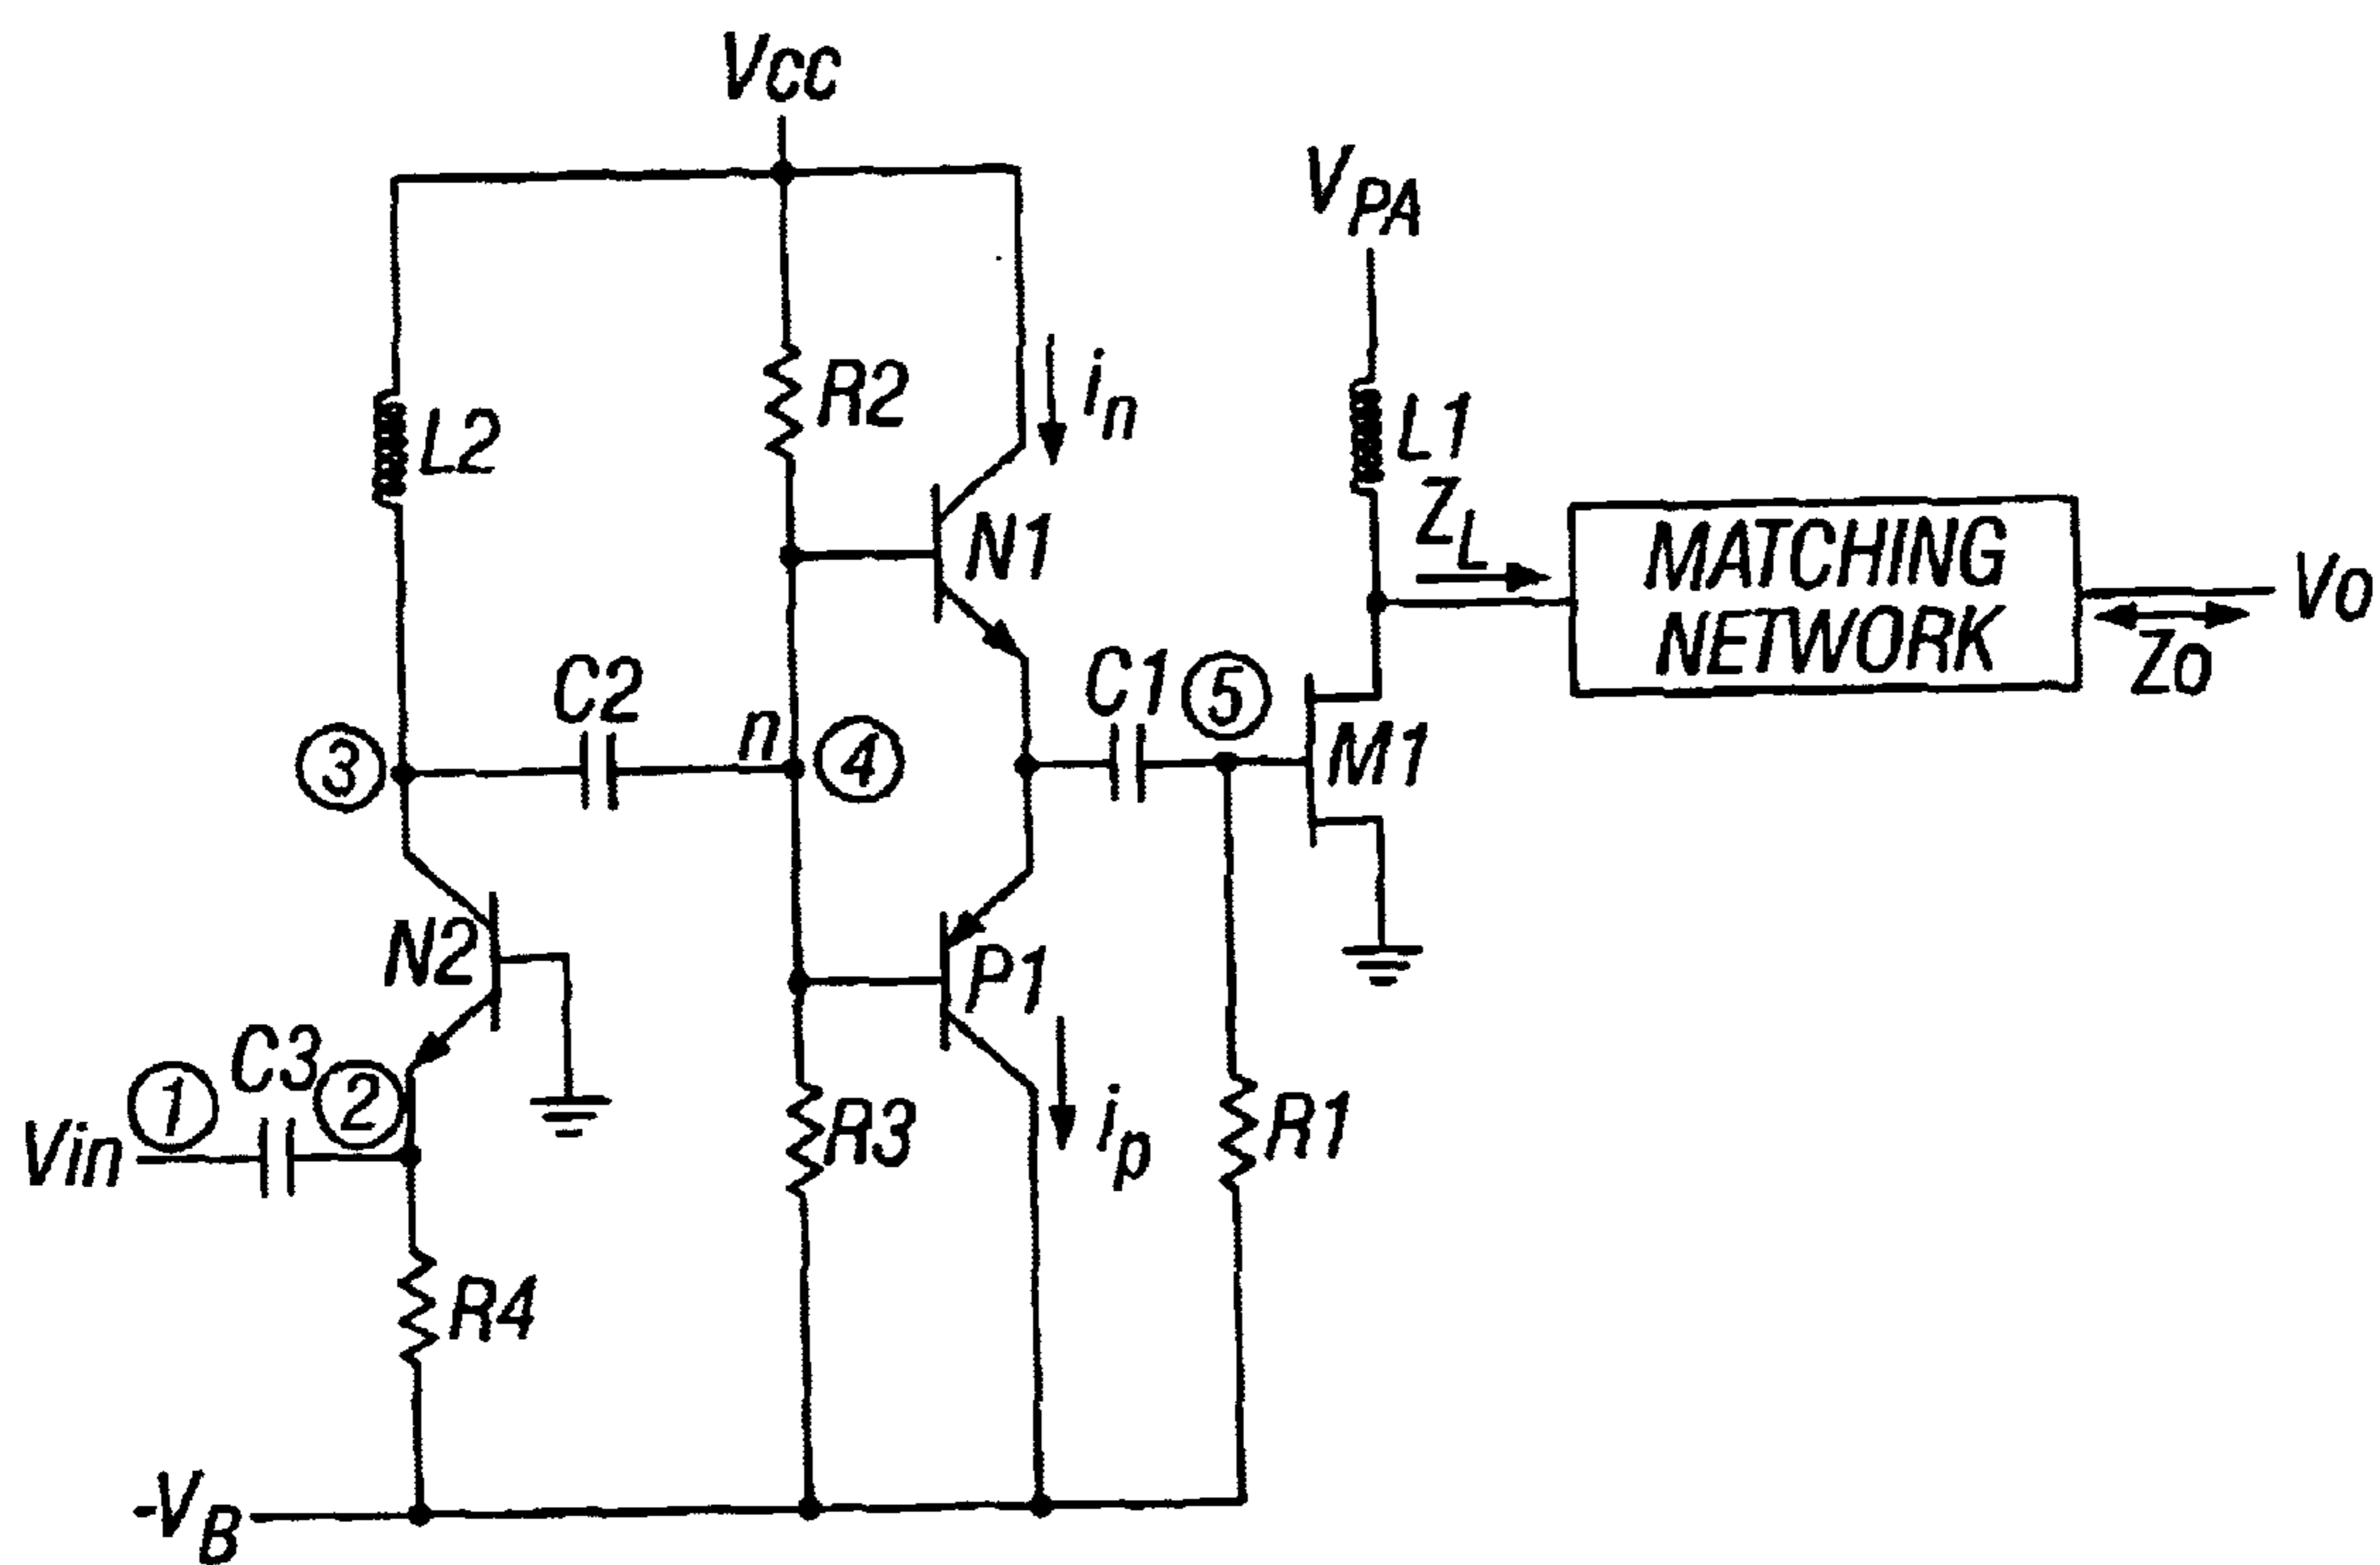 VCC
VPA
R2
in
L2
L1
ZL
N1
MATCHING
NETWORK
VO
ZO
C2
n
4
C1
5
3
M1
N2
P1
C3
1
2
Vin
R3
ip
R1
R4
-VB